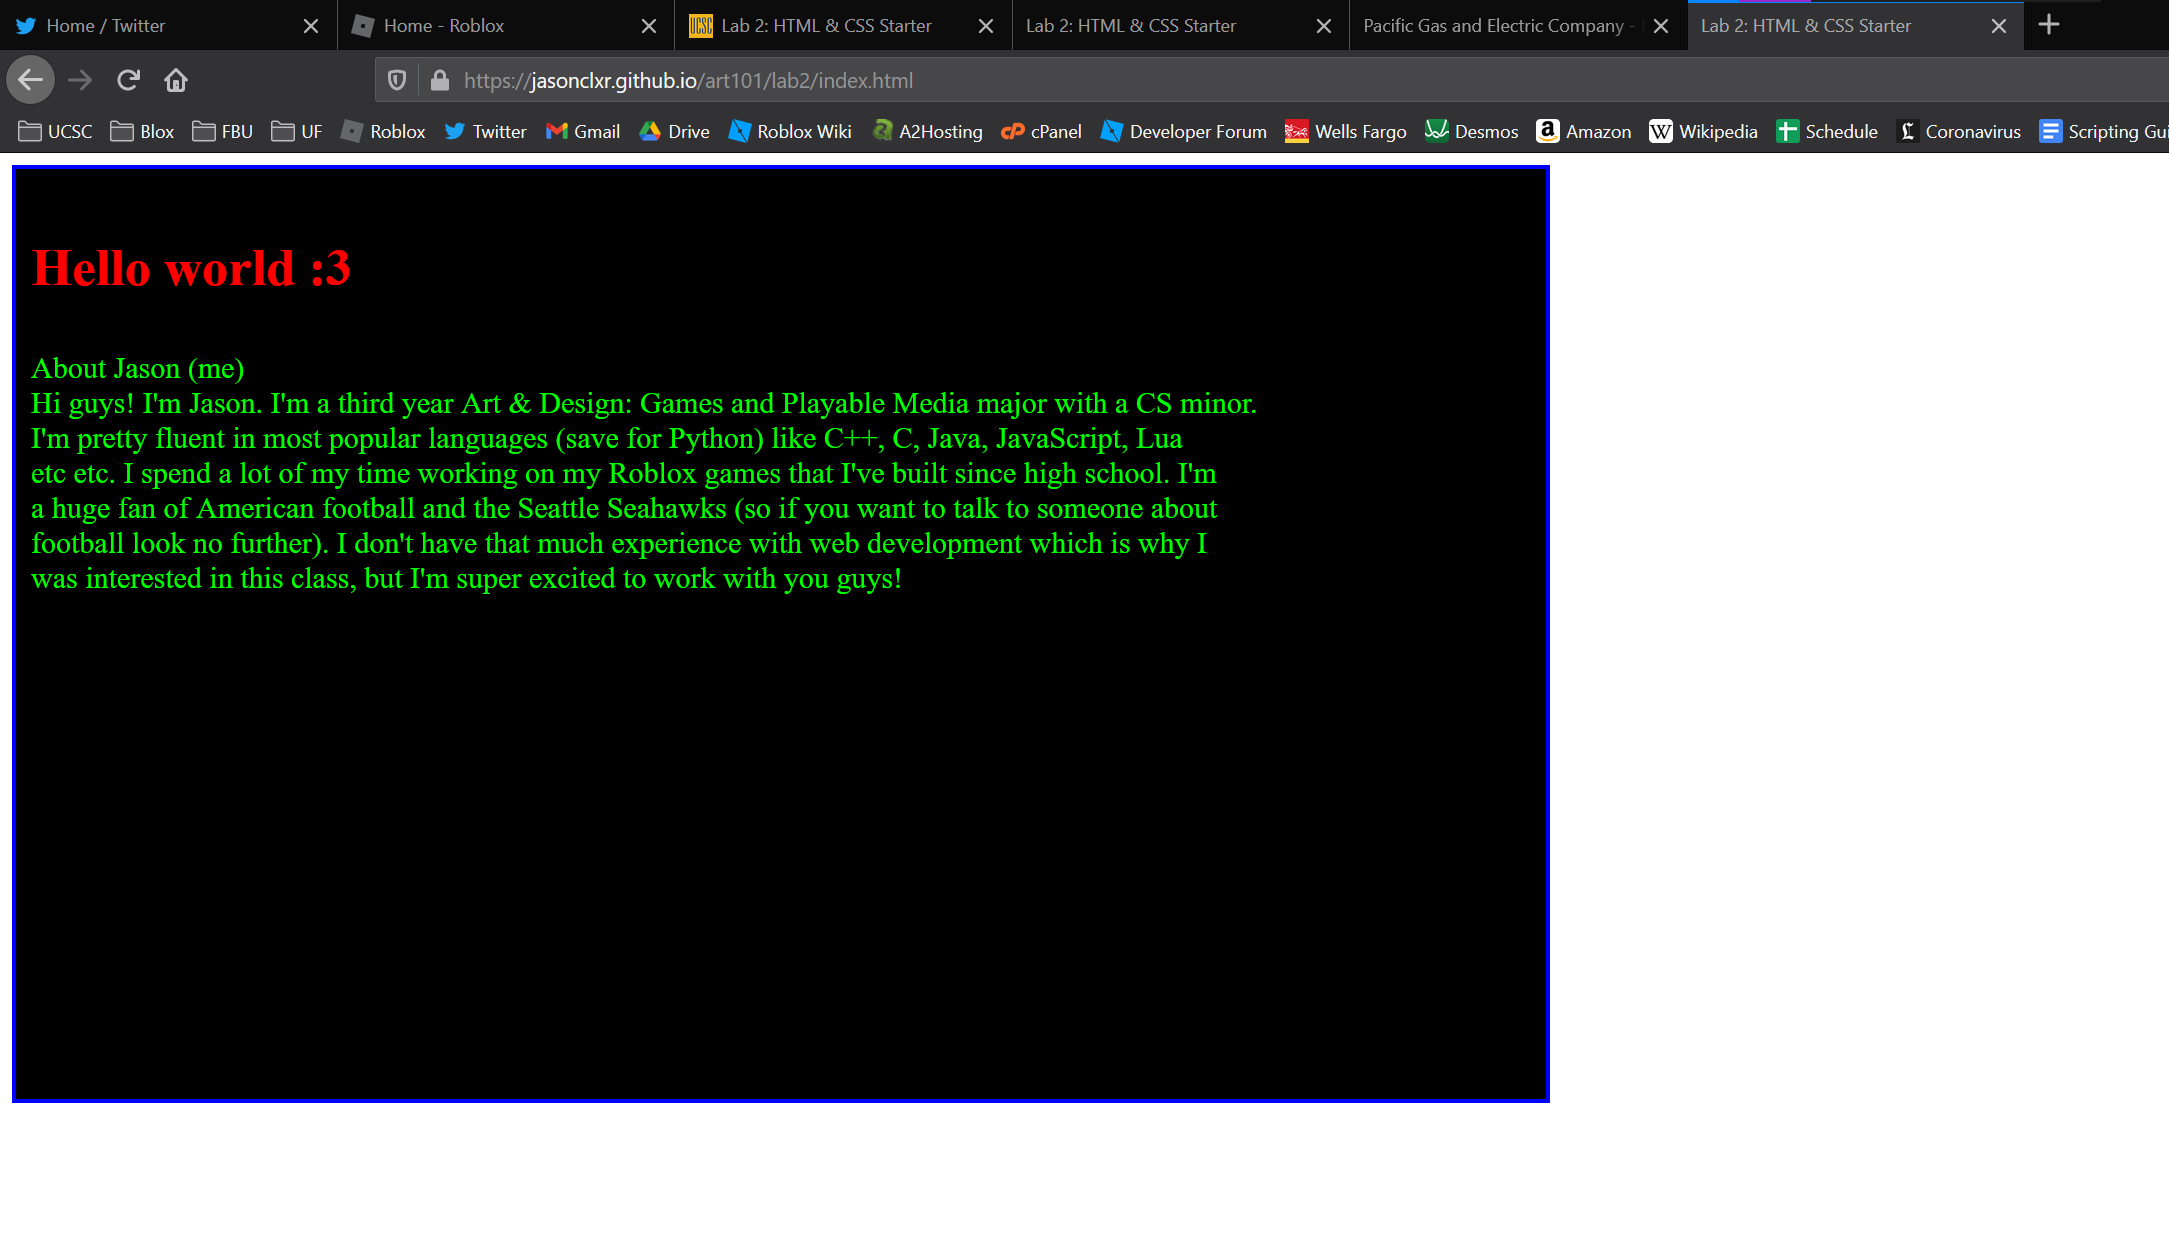 Home / Twitter
Home - Roblox
UCSC Lab 2: HTML & CSS Starter
Lab 2: HTML & CSS Starter
Pacific Gas and Electric Company -
Lab 2: HTML & CSS Starter
https://jasonclxr.github.io/art101/lab2/index.html
UCSC Blox FBU UF Roblox Twitter Gmail Drive Roblox Wiki A2Hosting cP cPanel Developer Forum Wells Fargo Desmos a Amazon W Wikipedia Schedule L Coronavirus Scripting Gui
Hello world :3
About Jason (me)
Hi guys! I'm Jason. I'm a third year Art & Design: Games and Playable Media major with a CS minor.
I'm pretty fluent in most popular languages (save for Python) like C++, C, Java, JavaScript, Lua
etc etc. I spend a lot of my time working on my Roblox games that I've built since high school. I'm
a huge fan of American football and the Seattle Seahawks (so if you want to talk to someone about
football look no further). I don't have that much experience with web development which is why I
was interested in this class, but I'm super excited to work with you guys!